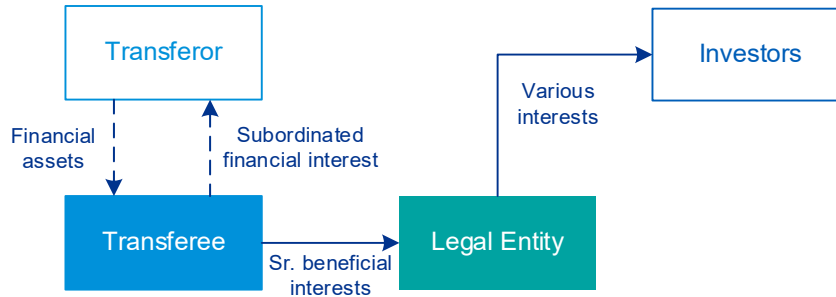 Transferor
Investors
Various
interests
Financial
assets
Subordinated
financial interest
Transferee
Legal Entity
Sr. beneficial
interests